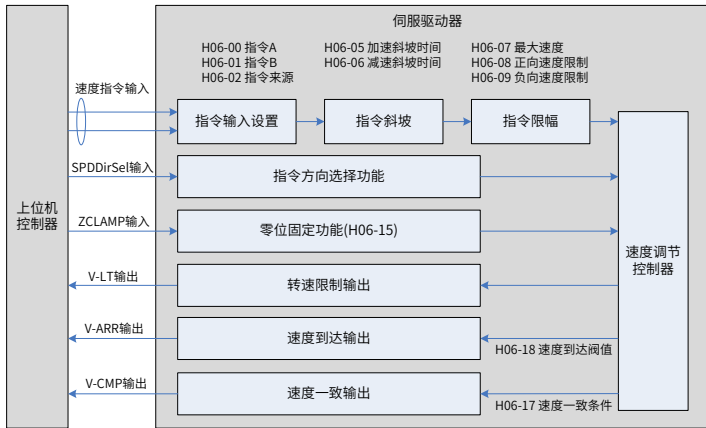 伺服驱动器
H06-00 指令A
H06-01 指令B
H06-02 指令来源
H06-05 加速斜坡时间
H06-06 减速斜坡时间
H06-07 最大速度
H06-08 正向速度限制
H06-09 负向速度限制
速度指令输入
指令输入设置
指令斜坡
指令限幅
SPDDirSel输入
指令方向选择功能
上位机
控制器
ZCLAMP输入
零位固定功能(H06-15)
速度调节
控制器
V-LT输出
转速限制输出
V-ARR输出
速度到达输出
H06-18 速度到达阀值
V-CMP输出
速度一致输出
H06-17 速度一致条件